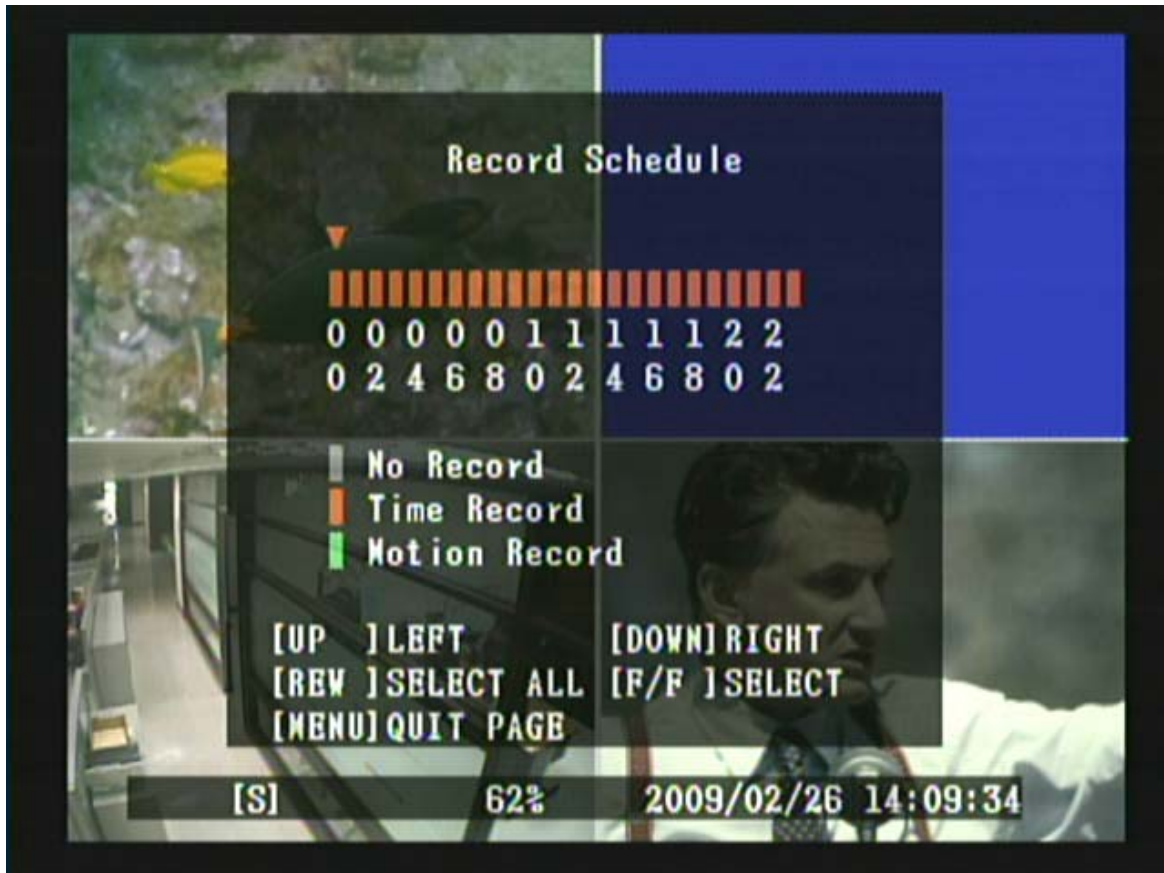 Record Schedule
0 0 0 0 0 1 1 1 1 1 2 2
0 2 4 6 8 0 2 4 6 8 0 2
No Record
Time Record
Motion Record
[UP ]LEFT [DOWN]RIGHT
[REW ]SELECT ALL [F/F ]SELECT
[MENU]QUIT PAGE
[S] 62% 2009/02/26 14:09:34